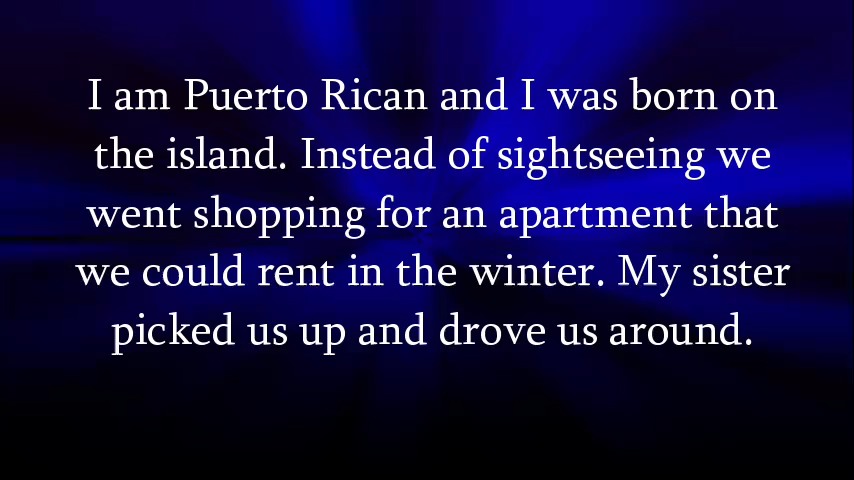 I am Puerto Rican and I was born on
the island. Instead of sightseeing we
went shopping for an apartment that
we could rent in the winter. My sister
picked us up and drove us around.